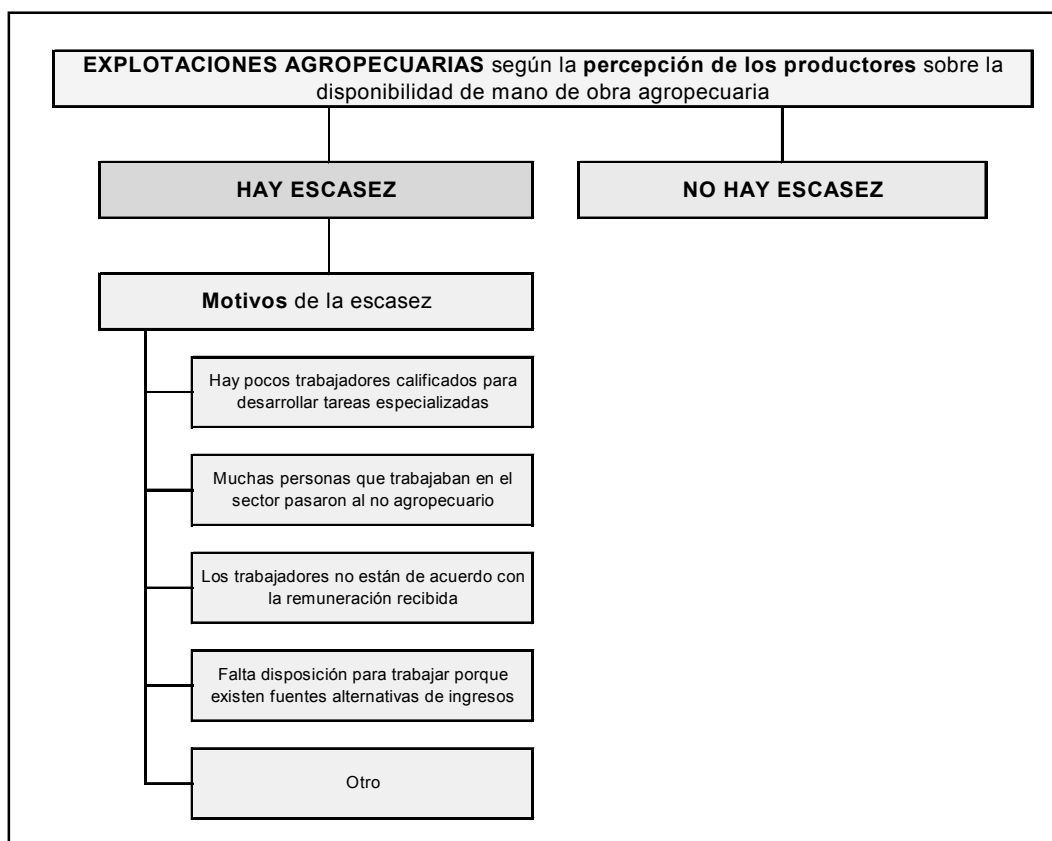 EXPLOTACIONES AGROPECUARIAS según la percepción de los productores sobre la
disponibilidad de mano de obra agropecuaria
HAY ESCASEZ
NO HAY ESCASEZ
Motivos de la escasez
Hay pocos trabajadores calificados para
desarrollar tareas especializadas
Muchas personas que trabajaban en el
sector pasaron al no agropecuario
Los trabajadores no están de acuerdo con
la remuneración recibida
Falta disposición para trabajar porque
existen fuentes alternativas de ingresos
Otro